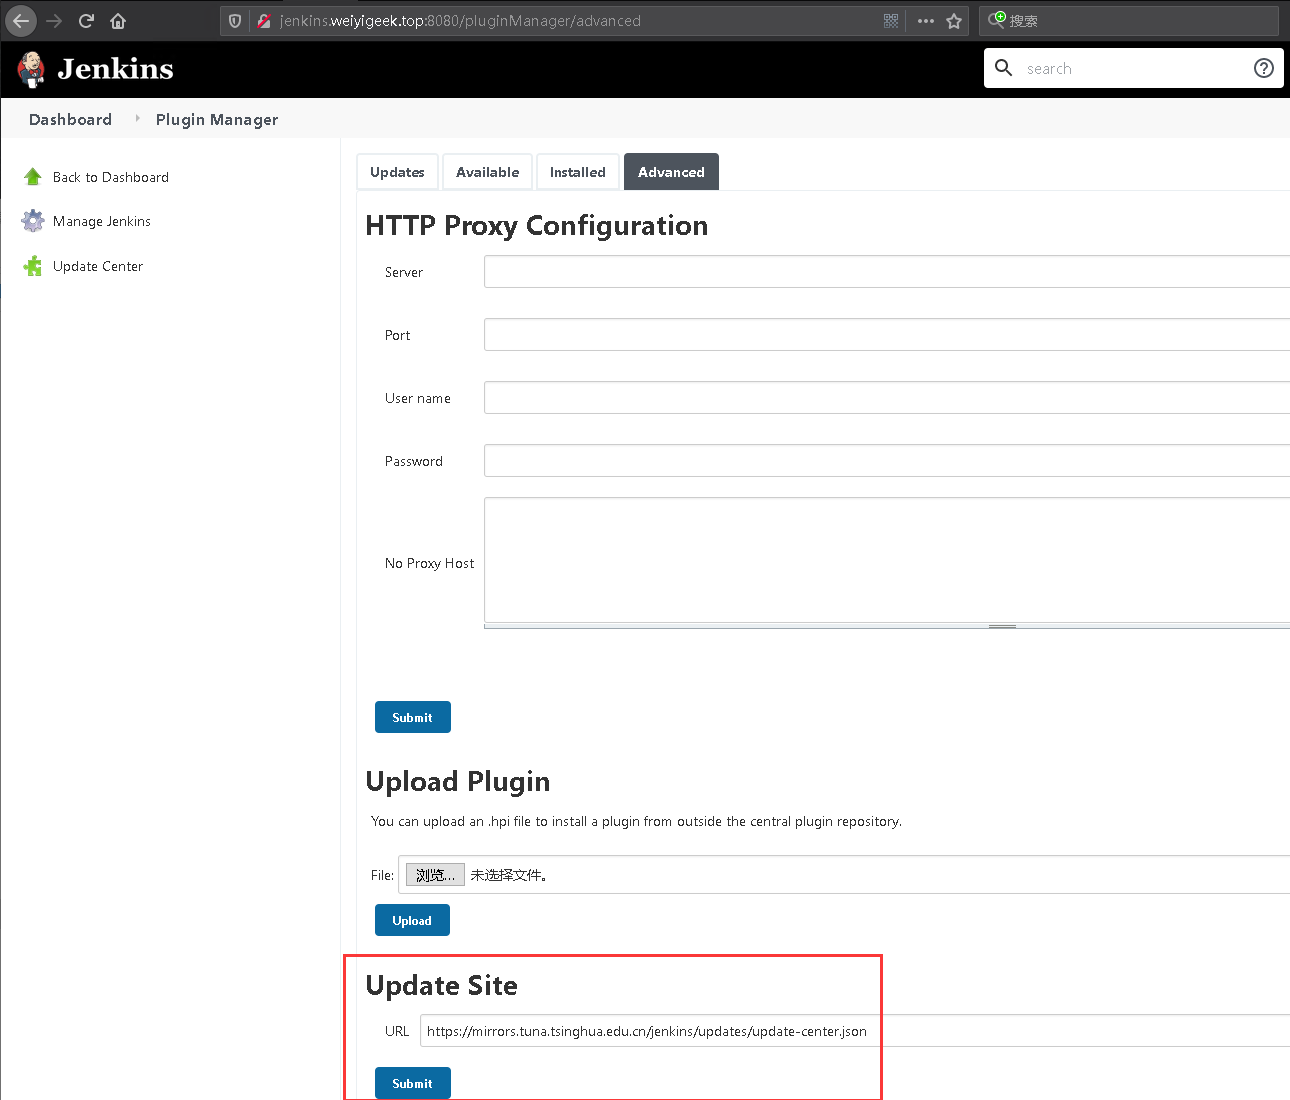 jenkins.weiyigeek.top:8080/pluginManager/advanced
搜索
Jenkins
search
Dashboard
Plugin Manager
Back to Dashboard
Manage Jenkins
Update Center
Updates
Available
Installed
Advanced
HTTP Proxy Configuration
Server
Port
User name
Password
No Proxy Host
Submit
Upload Plugin
You can upload an .hpi file to install a plugin from outside the central plugin repository.
File: 浏览... 未选择文件。
Upload
Update Site
URL https://mirrors.tuna.tsinghua.edu.cn/jenkins/updates/update-center.json
Submit